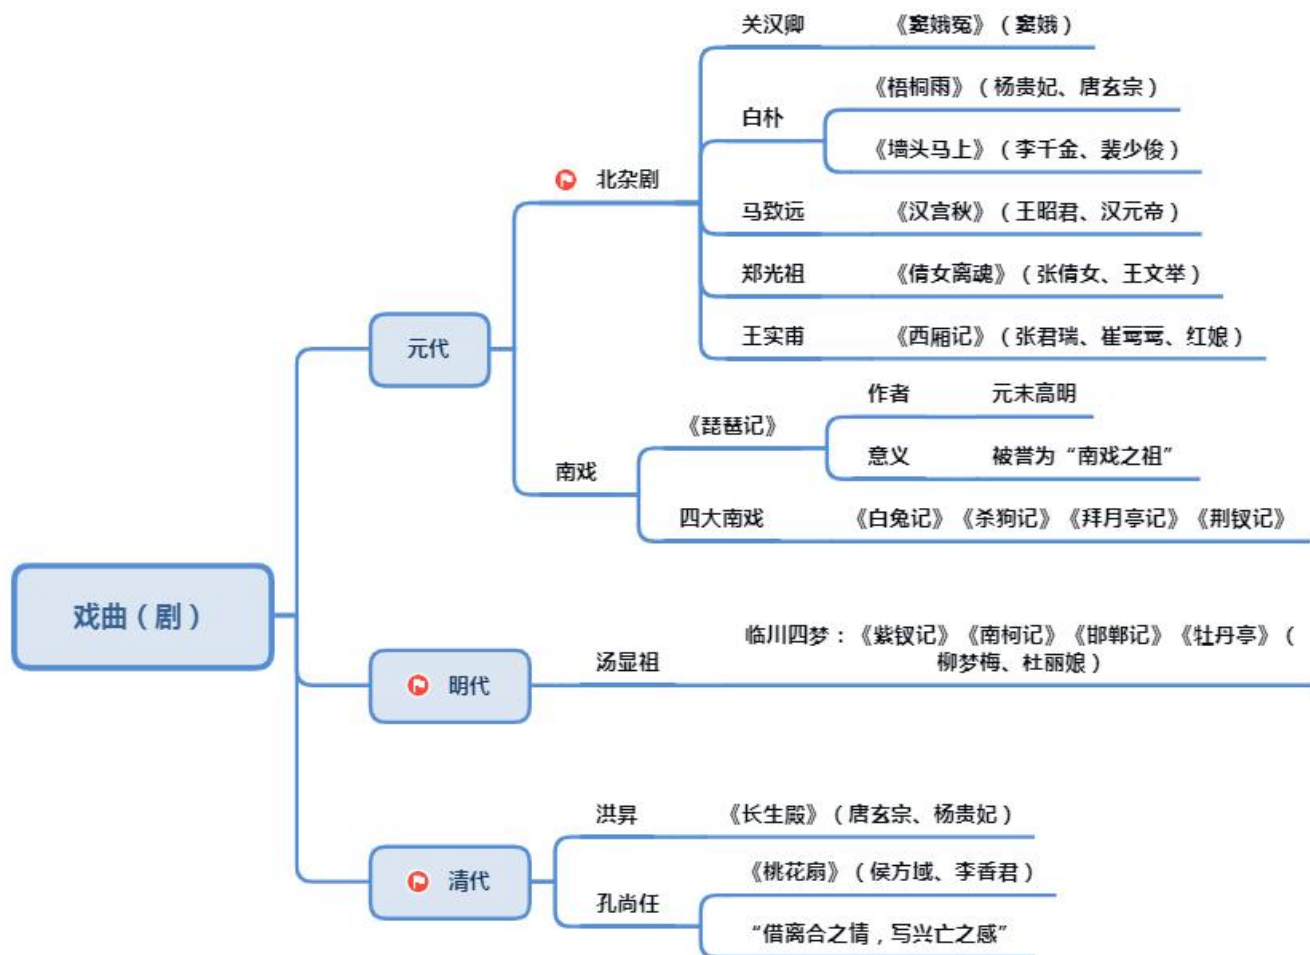 戏曲（剧）
元代
北杂剧
关汉卿
《窦娥冤》（窦娥）
白朴
《梧桐雨》（杨贵妃、唐玄宗）
《墙头马上》（李千金、裴少俊）
马致远
《汉宫秋》（王昭君、汉元帝）
郑光祖
《倩女离魂》（张倩女、王文举）
王实甫
《西厢记》（张君瑞、崔莺莺、红娘）
南戏
《琵琶记》
作者
元末高明
意义
被誉为“南戏之祖”
四大南戏
《白兔记》《杀狗记》《拜月亭记》《荆钗记》
明代
汤显祖
临川四梦：《紫钗记》《南柯记》《邯郸记》《牡丹亭》（
柳梦梅、杜丽娘）
清代
洪昇
《长生殿》（唐玄宗、杨贵妃）
孔尚任
《桃花扇》（侯方域、李香君）
“借离合之情，写兴亡之感”